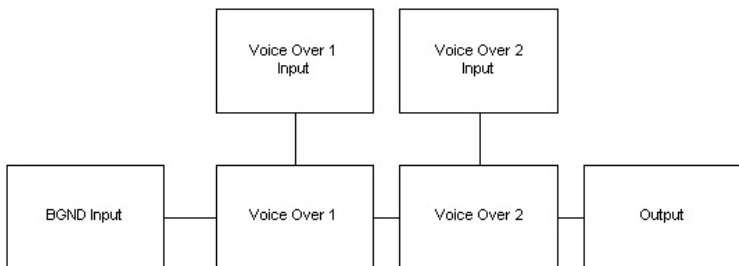 Voice Over 1
Input
Voice Over 2
Input
BGND Input
Voice Over 1
Voice Over 2
Output